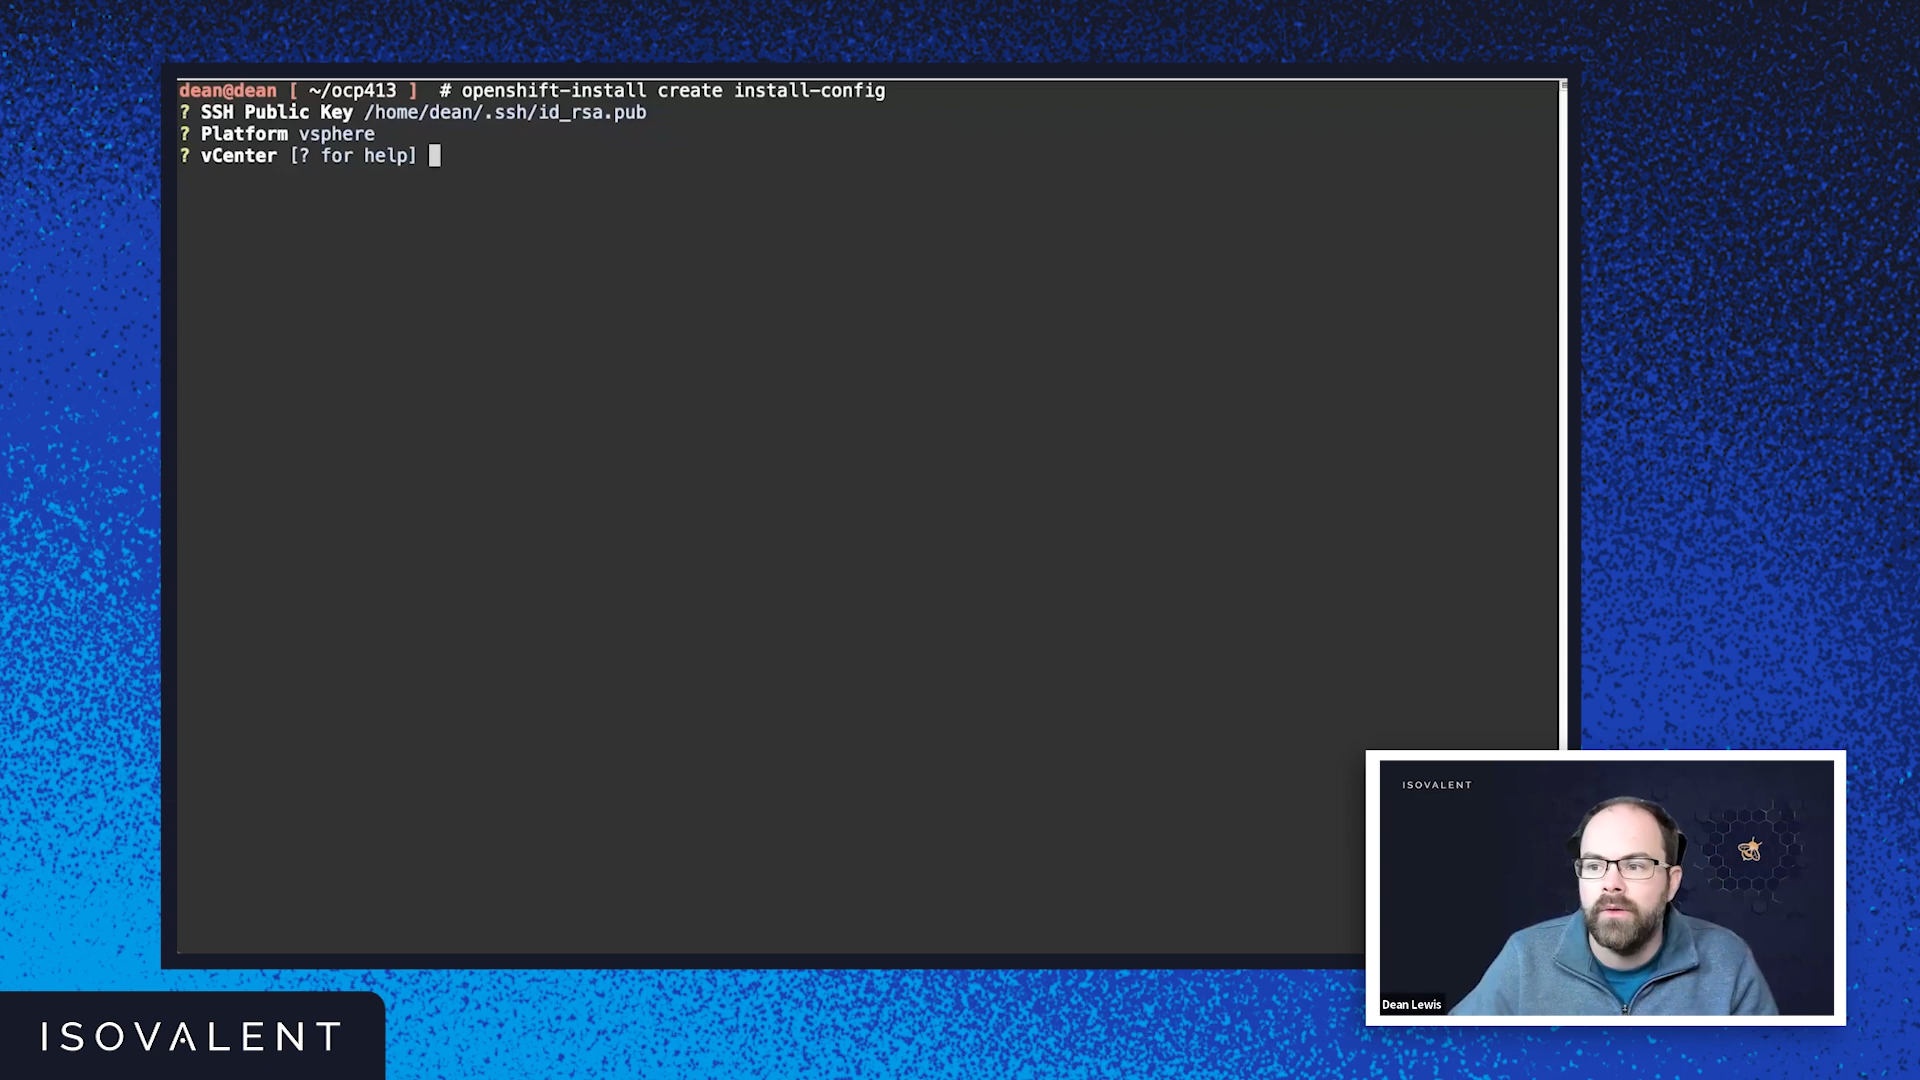 dean@dean [ ~/ocp413 ]  # openshift-install create install-config
? SSH Public Key /home/dean/.ssh/id_rsa.pub
? Platform vsphere
? vCenter [? for help]
ISOVALENT
Dean Lewis
ISOVALENT